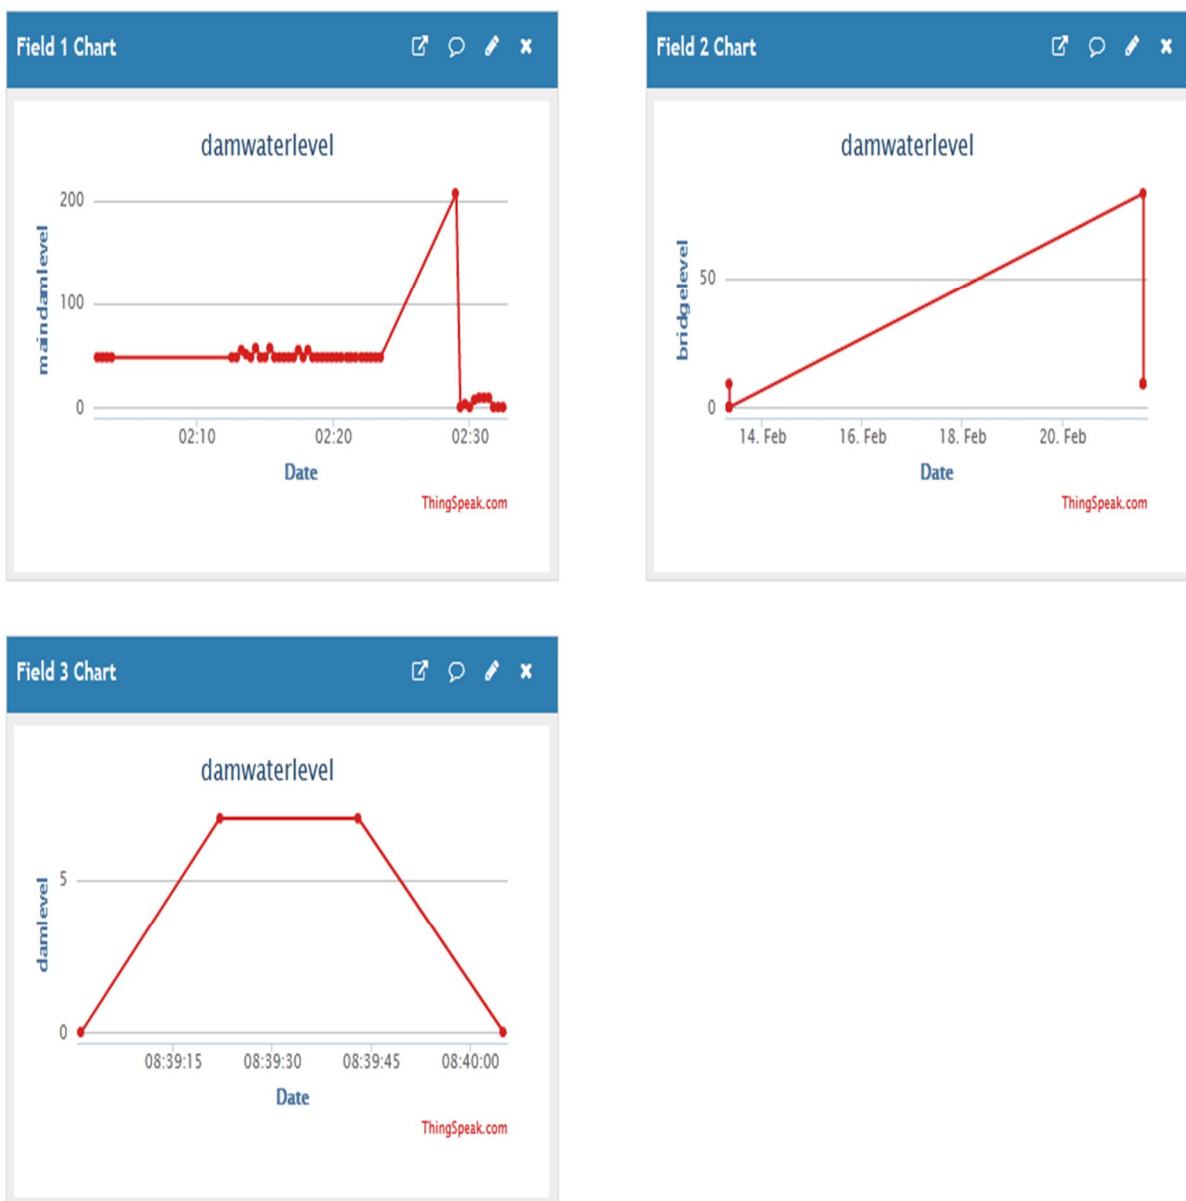 Field 1 Chart
damwaterlevel
maindamlevel
200
100
0
02:10 02:20 02:30
Date
ThingSpeak.com
Field 2 Chart
damwaterlevel
bridgelevel
50
0
14. Feb 16. Feb 18. Feb 20. Feb
Date
ThingSpeak.com
Field 3 Chart
damwaterlevel
damlevel
5
0
08:39:15 08:39:30 08:39:45 08:40:00
Date
ThingSpeak.com